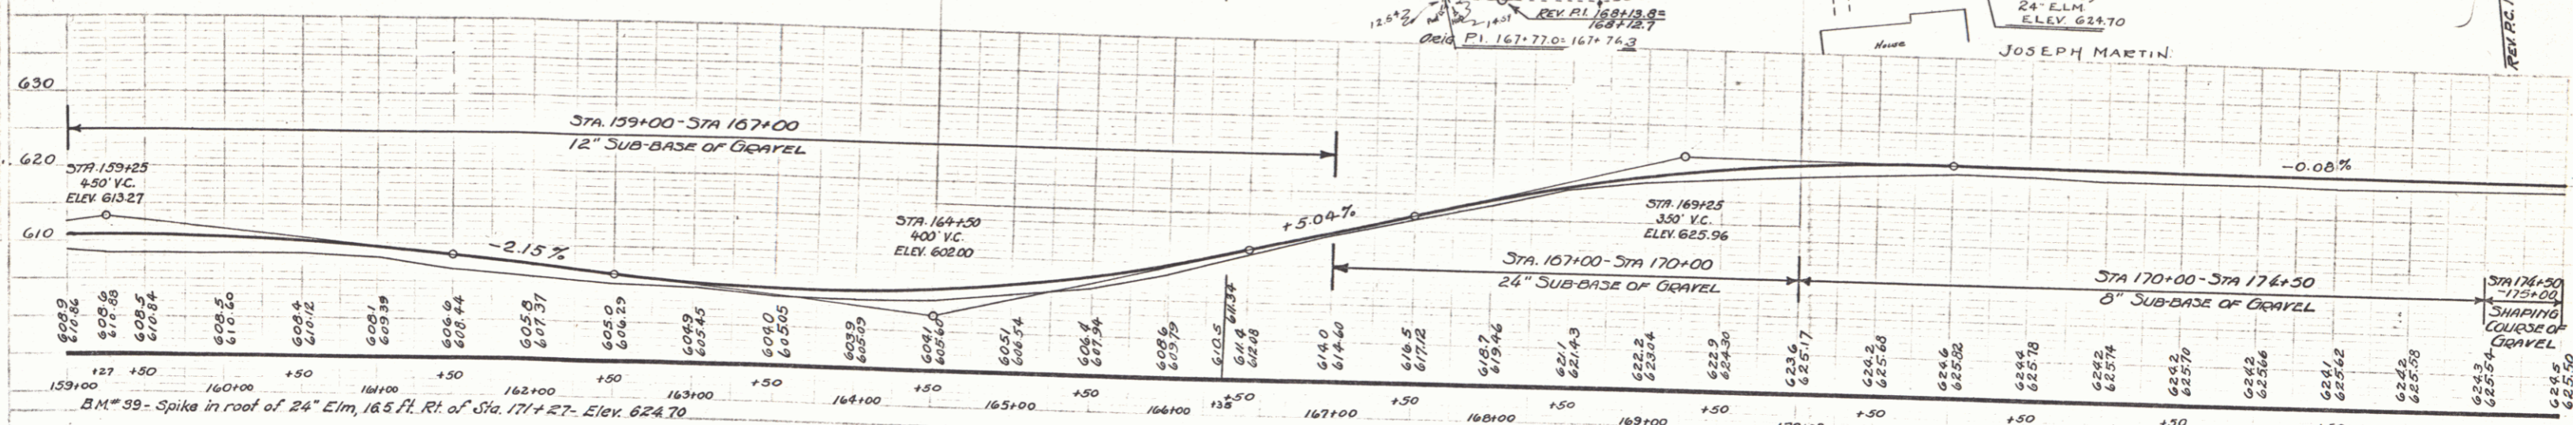 12.5+2
14.59
REV. P.I. 168+13.8=
168+12.7
ORIG. P.I. 167+77.0= 167+76.3
House
24" ELM
ELEV. 624.70
JOSEPH MARTIN
REV. P.C. 1
630
620
610
STA. 159+00-STA 167+00
12" SUB-BASE OF GRAVEL
STA. 159+25
450' V.C.
ELEV. 613.27
-2.15%
STA. 164+50
400' V.C.
ELEV. 602.00
+5.04%
STA. 169+25
350' V.C.
ELEV. 625.96
-0.08%
STA. 167+00-STA 170+00
24" SUB-BASE OF GRAVEL
STA 170+00-STA 174+50
8" SUB-BASE OF GRAVEL
STA 174+50
-175+00
SHAPING
COURSE OF
GRAVEL
608.9
610.86
608.6
610.88
608.5
610.84
608.5
610.60
608.4
610.12
608.1
609.39
606.6
608.44
605.8
607.37
605.0
606.29
604.9
605.45
604.0
605.05
603.9
605.09
604.1
605.60
605.1
606.54
606.4
607.94
608.6
609.79
610.5
611.34
611.4
612.08
614.0
614.60
616.5
617.12
618.7
619.46
621.1
621.43
622.2
623.04
622.9
624.30
623.6
625.17
624.2
625.68
624.6
625.82
624.4
625.78
624.2
625.74
624.2
625.70
624.2
625.66
624.1
625.62
624.2
625.58
624.3
625.54
624.5
625.50
159+00 +27 +50 160+00 +50 161+00 +50 162+00 +50 163+00 +50 164+00 +50 165+00 +50 166+00 +38 +50 167+00 +50 168+00 +50 169+00 +50 +50 +50 +50
B.M.# 39 - Spike in root of 24" Elm, 16.5 ft. Rt. of Sta. 171+27- Elev. 624.70